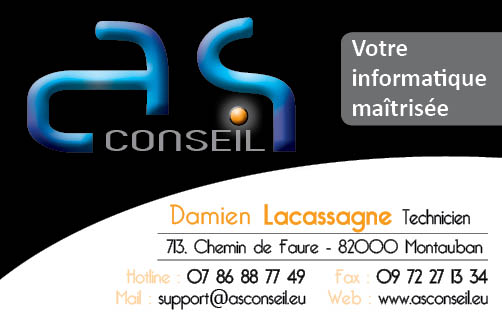 as
CONSEIL
Votre
informatique
maîtrisée
Damien Lacassagne Technicien
713, Chemin de Faure - 82000 Montauban
Hotline : 07 86 88 77 49 Fax : 09 72 27 13 34
Mail : support@asconseil.eu Web : www.asconseil.eu